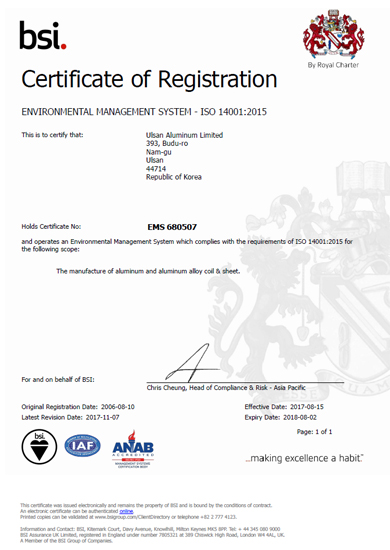 bsi.
By Royal Charter
Certificate of Registration
ENVIRONMENTAL MANAGEMENT SYSTEM - ISO 14001:2015
This is to certify that:
Ulsan Aluminum Limited
393, Budu-ro
Nam-gu
Ulsan
44714
Republic of Korea
Holds Certificate No:
EMS 680507
and operates an Environmental Management System which complies with the requirements of ISO 14001:2015 for
the following scope:
The manufacture of aluminum and aluminum alloy coil & sheet.
For and on behalf of BSI:
Chris Cheung, Head of Compliance & Risk - Asia Pacific
Original Registration Date: 2006-08-10
Effective Date: 2017-08-15
Latest Revision Date: 2017-11-07
Expiry Date: 2018-08-02
Page: 1 of 1
bsi.
IAF
ANAB
ACCREDITED
MANAGEMENT SYSTEMS
CERTIFICATION BODY
...making excellence a habit.™
This certificate was issued electronically and remains the property of BSI and is bound by the conditions of contract.
An electronic certificate can be authenticated online.
Printed copies can be validated at www.bsigroup.com/ClientDirectory or telephone +82 2 777 4123.
Information and Contact: BSI, Kitemark Court, Davy Avenue, Knowlhill, Milton Keynes MK5 8PP. Tel: + 44 345 080 9000
BSI Assurance UK Limited, registered in England under number 7805321 at 389 Chiswick High Road, London W4 4AL, UK.
A Member of the BSI Group of Companies.